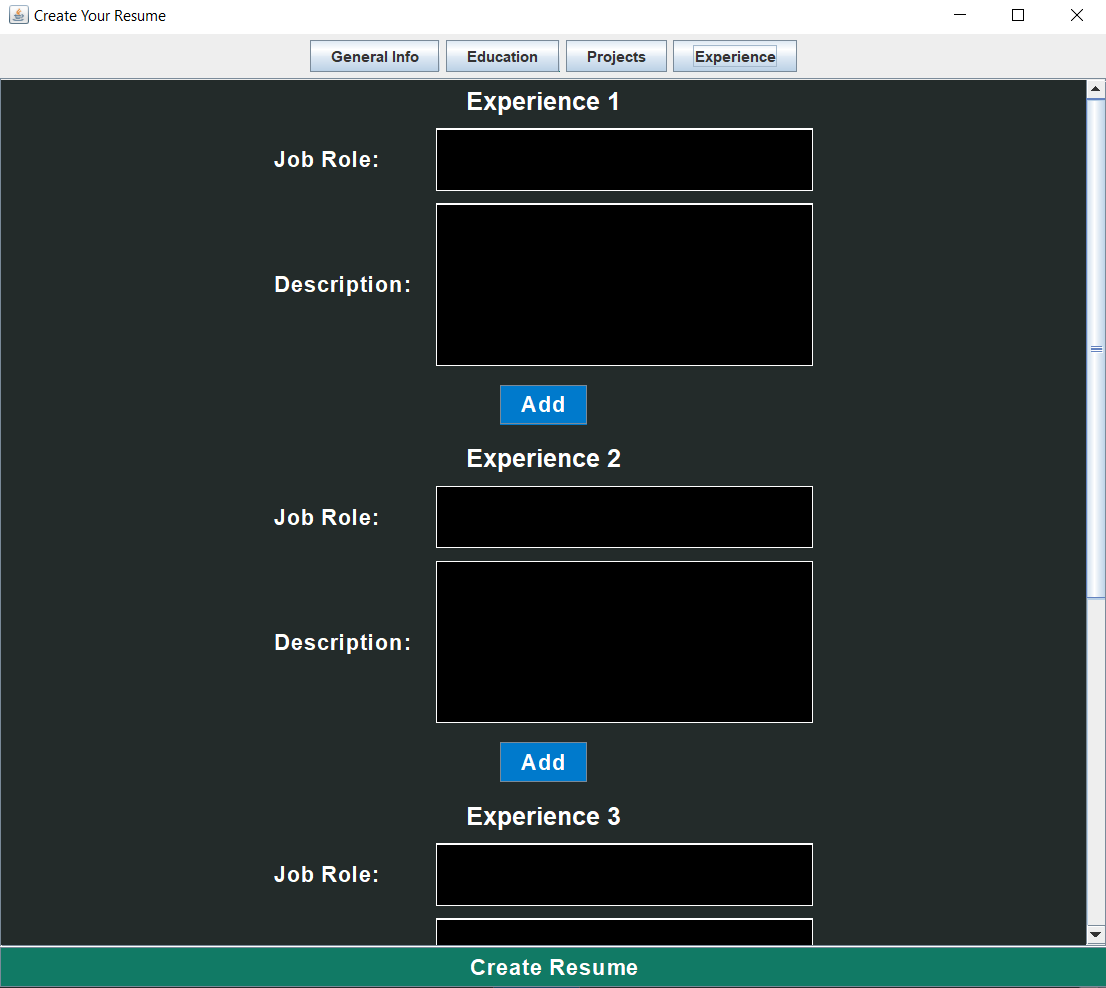 Create Your Resume
General Info Education Projects Experience
Experience 1
Job Role:
Description:
Add
Experience 2
Job Role:
Description:
Add
Experience 3
Job Role:
Create Resume